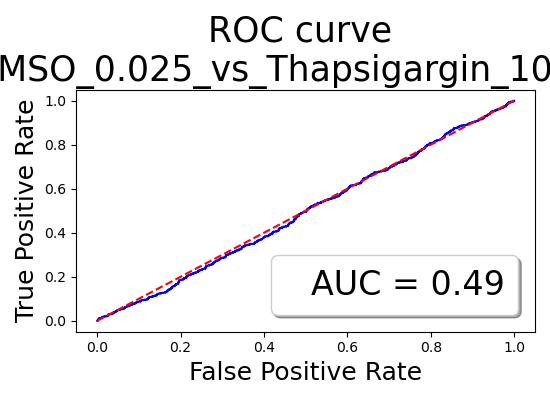 ROC curve
MSO_0.025_vs_Thapsigargin_10
True Positive Rate
1.0
0.8
0.6
0.4
0.2
0.0
AUC = 0.49
0.0 0.2 0.4 0.6 0.8 1.0
False Positive Rate